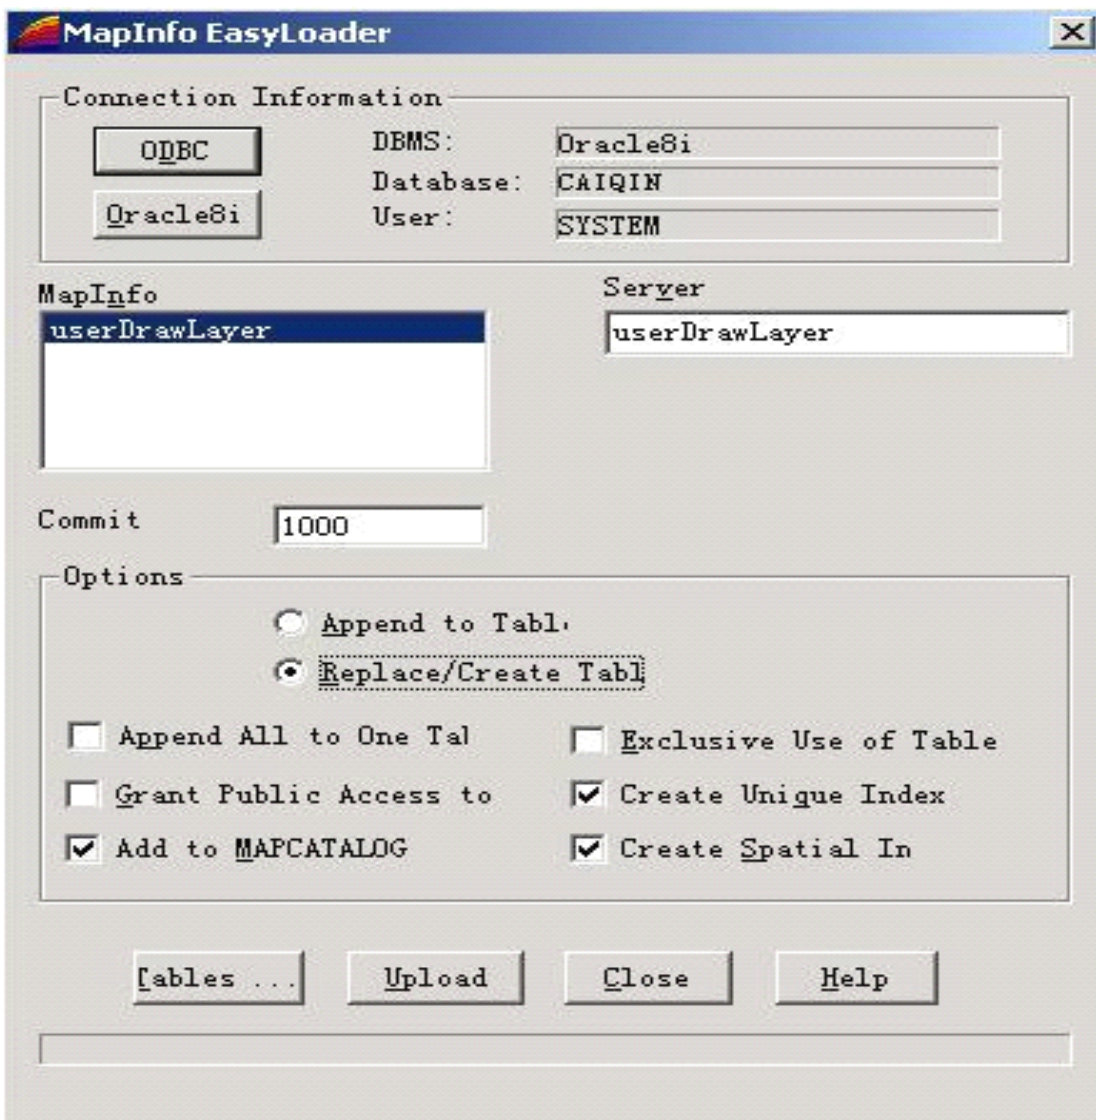 MapInfo EasyLoader
Connection Information
ODBC
DBMS:
Oracle8i
Database:
CAIQIN
Oracle8i
User:
SYSTEM
MapInfo
Server
userDrawLayer
userDrawLayer
Commit
1000
Options
Append to Tabl
Replace/Create Tabl
Append All to One Tal
Exclusive Use of Table
Grant Public Access to
Create Unique Index
Add to MAPCATALOG
Create Spatial In
Tables ...
Upload
Close
Help